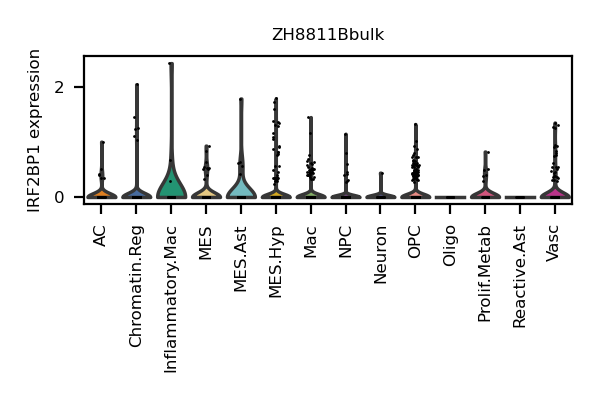 ZH8811Bbulk
IRF2BP1 expression
2
0
AC
Chromatin.Reg
Inflammatory.Mac
MES
MES.Ast
MES.Hyp
Mac
NPC
Neuron
OPC
Oligo
Prolif.Metab
Reactive.Ast
Vasc